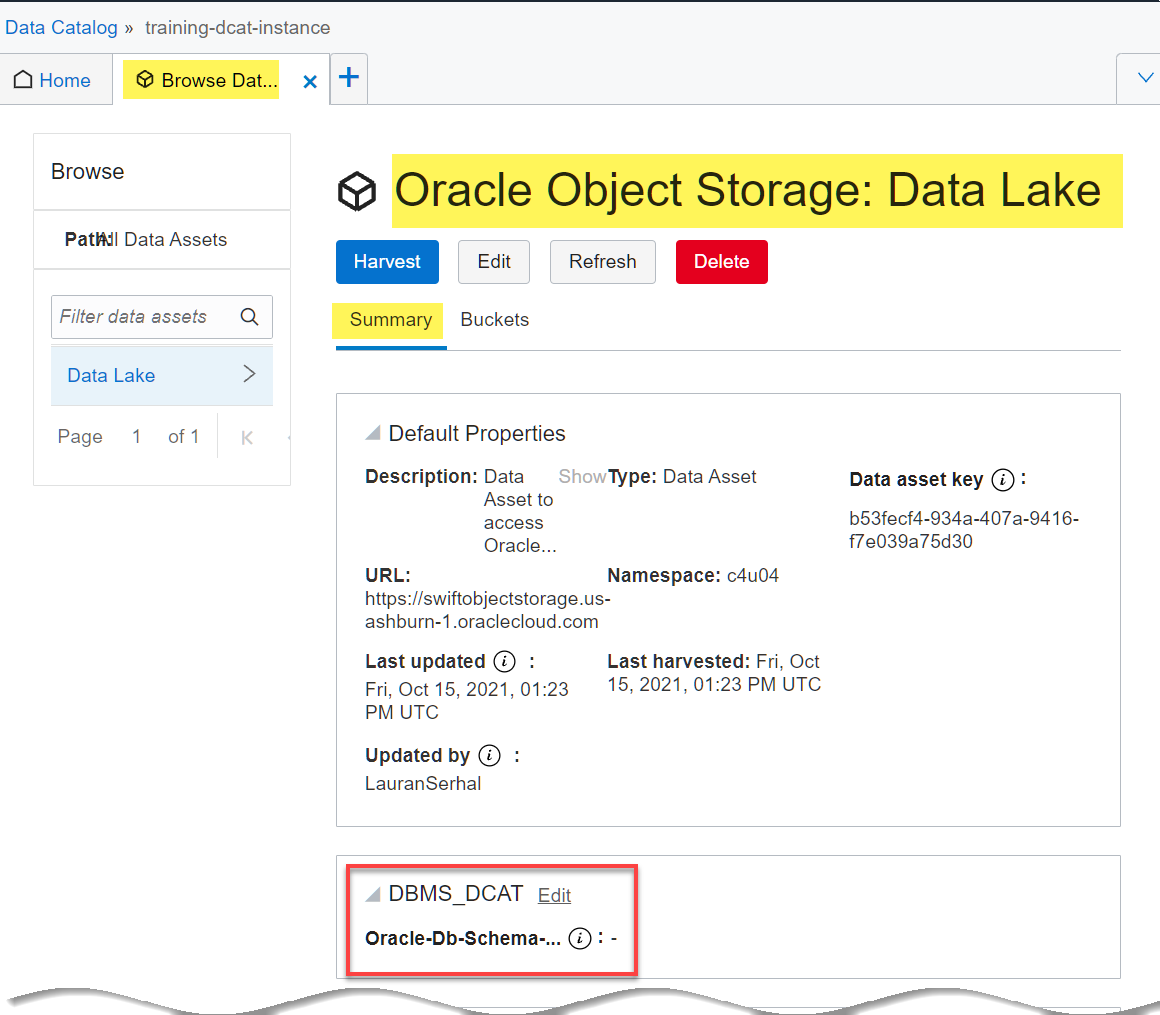 Data Catalog » training-dcat-instance
Home
Browse Dat...
Browse
Path: All Data Assets
Filter data assets
Data Lake
Page 1 of 1
Oracle Object Storage: Data Lake
Harvest Edit Refresh Delete
Summary Buckets
Default Properties
Description: Data Show Type: Data Asset
Asset to
access
Oracle...
Data asset key :
b53fecf4-934a-407a-9416-
f7e039a75d30
URL:
https://swiftobjectstorage.us-
ashburn-1.oraclecloud.com
Namespace: c4u04
Last updated :
Fri, Oct 15, 2021, 01:23
PM UTC
Last harvested: Fri, Oct
15, 2021, 01:23 PM UTC
Updated by :
LauranSerhal
DBMS_DCAT Edit
Oracle-Db-Schema-... : -